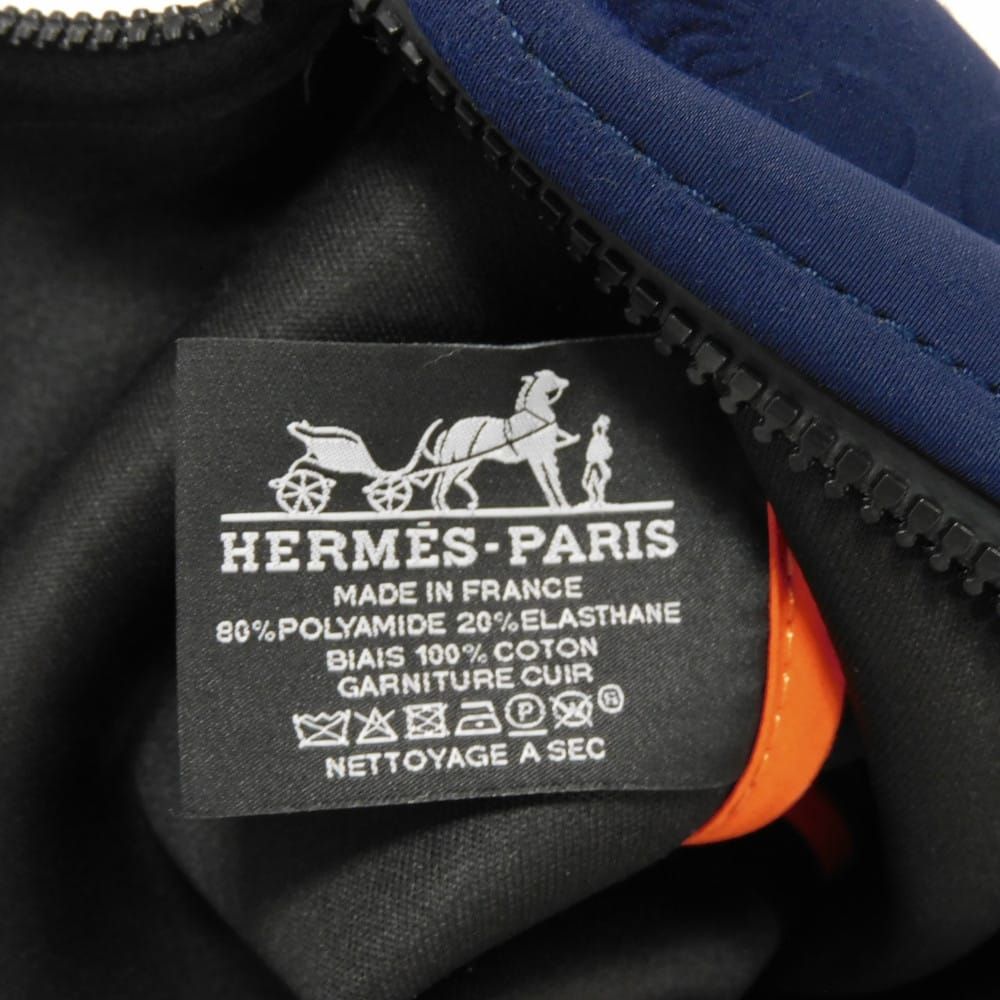 HERMÈS-PARIS
MADE IN FRANCE
80%POLYAMIDE 20%ELASTHANE
BIAIS 100% COTON
GARNITURE CUIR
P W ®
NETTOYAGE A SEC